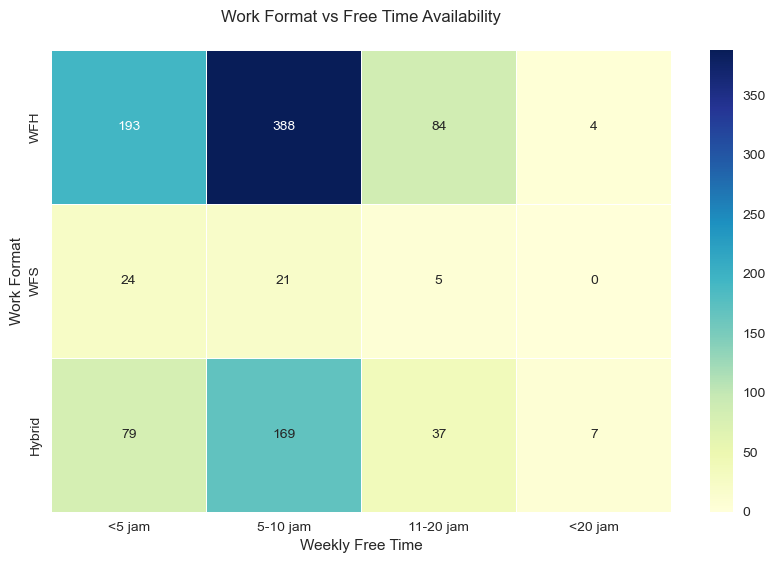 Work Format vs Free Time Availability
Work Format
WFH
193 388 84 4
WFS
24 21 5 0
Hybrid
79 169 37 7
<5 jam 5-10 jam 11-20 jam <20 jam
Weekly Free Time
350
300
250
200
150
100
50
0